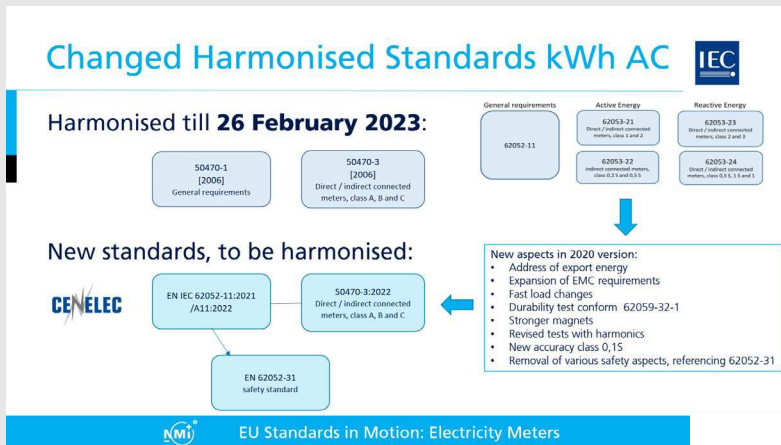 Changed Harmonised Standards kWh AC
IEC
Harmonised till 26 February 2023:
50470-1
[2006]
General requirements
50470-3
[2006]
Direct / indirect connected
meters, class A, B and C
General requirements
Active Energy
Reactive Energy
62052-11
62053-21
Direct / indirect connected
meters, class 1 and 2
62053-23
Direct / indirect connected
meters, class 2 and 3
62053-22
indirect connected meters,
class 0,2 S and 0,5 S
62053-24
Direct / indirect connected
meters, class 0,5 S, 1 S and 1
New standards, to be harmonised:
CENELEC
EN IEC 62052-11:2021
/A11:2022
50470-3:2022
Direct / indirect connected
meters, class A, B and C
EN 62052-31
safety standard
New aspects in 2020 version:
• Address of export energy
• Expansion of EMC requirements
• Fast load changes
• Durability test conform 62059-32-1
• Stronger magnets
• Revised tests with harmonics
• New accuracy class 0,1S
• Removal of various safety aspects, referencing 62052-31
NMi
EU Standards in Motion: Electricity Meters